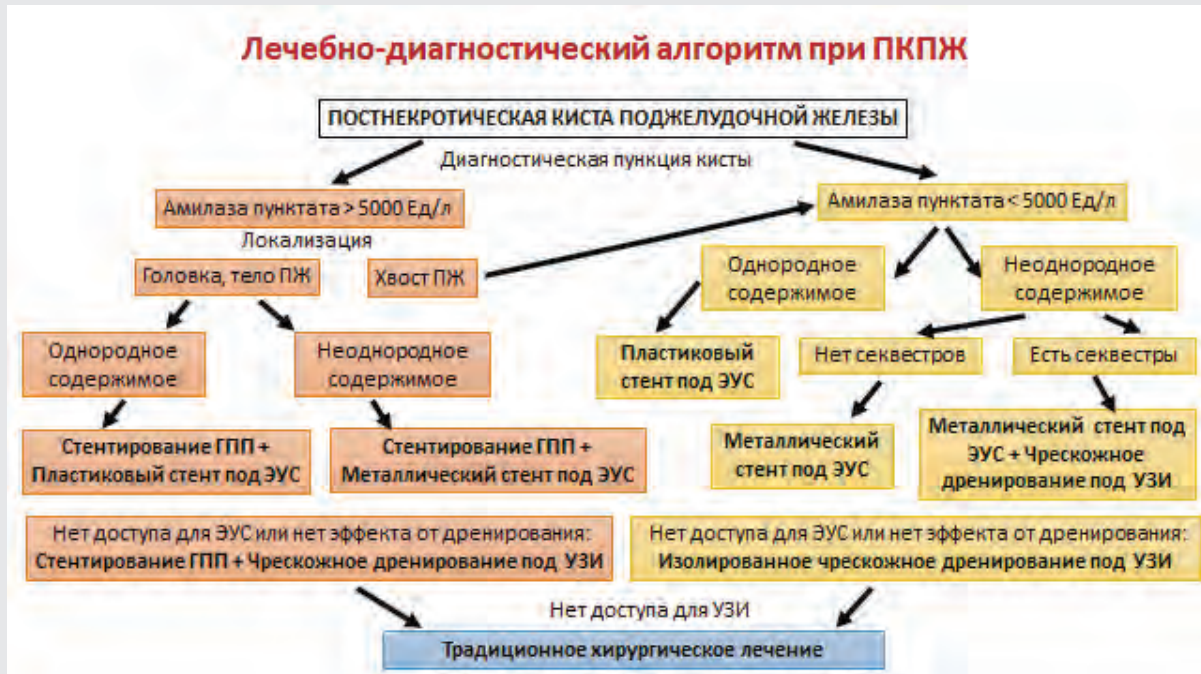 Лечебно-диагностический алгоритм при ПКПЖ
ПОСТНЕКРОТИЧЕСКАЯ КИСТА ПОДЖЕЛУДОЧНОЙ ЖЕЛЕЗЫ
Диагностическая пункция кисты
Амилаза пунктата > 5000 Ед/л
Амилаза пунктата < 5000 Ед/л
Локализация
Головка, тело ПЖ
Хвост ПЖ
Однородное
содержимое
Неоднородное
содержимое
Однородное
содержимое
Неоднородное
содержимое
Пластиковый
стент под ЭУС
Нет секвестров
Есть секвестры
Стентирование ГПП +
Пластиковый стент под ЭУС
Стентирование ГПП +
Металлический стент под ЭУС
Металлический
стент под ЭУС
Металлический стент под
ЭУС + Чрескожное
дренирование под УЗИ
Нет доступа для ЭУС или нет эффекта от дренирования:
Стентирование ГПП + Чрескожное дренирование под УЗИ
Нет доступа для ЭУС или нет эффекта от дренирования:
Изолированное чрескожное дренирование под УЗИ
Нет доступа для УЗИ
Традиционное хирургическое лечение